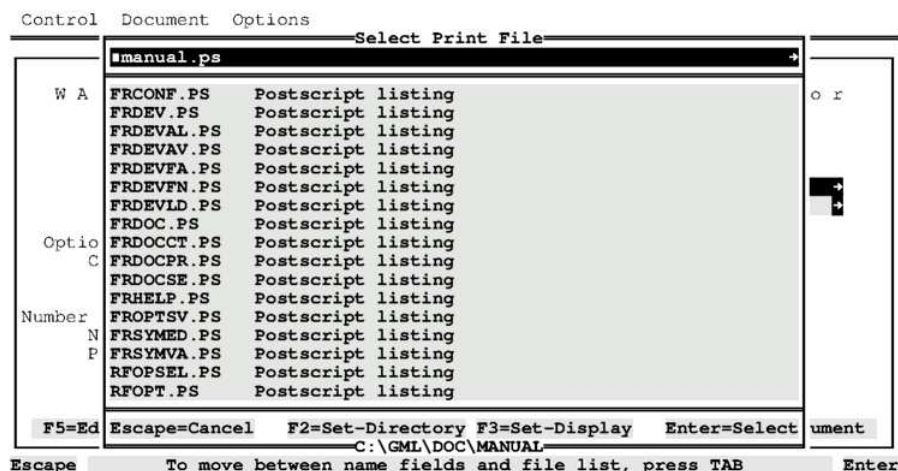 Control Document Options
Select Print File
manual.ps
W A
o r
FRCONF.PS Postscript listing
FRDEV.PS Postscript listing
FRDEVAL.PS Postscript listing
FRDEVAV.PS Postscript listing
FRDEVFA.PS Postscript listing
FRDEVFN.PS Postscript listing
FRDEVLD.PS Postscript listing
FRDOC.PS Postscript listing
Optio
FRDOCCT.PS Postscript listing
C
FRDOCPR.PS Postscript listing
FRDOCSE.PS Postscript listing
FRHELP.PS Postscript listing
Number
FROPTSV.PS Postscript listing
N
FRSYMED.PS Postscript listing
P
FRSYMVA.PS Postscript listing
RFOPSEL.PS Postscript listing
RFOPT.PS Postscript listing
F5=Ed
Escape=Cancel F2=Set-Directory F3=Set-Display Enter=Select
ument
C:\GML\DOC\MANUAL
Escape To move between name fields and file list, press TAB Enter